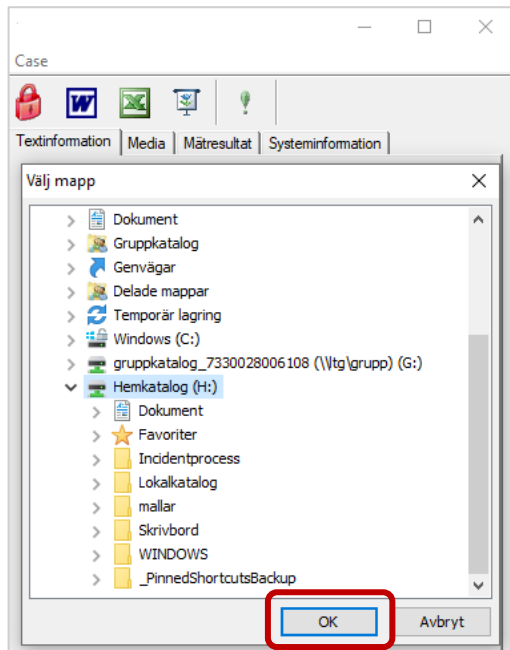 Case
Textinformation Media Mätresultat Systeminformation
Välj mapp
Dokument
Gruppkatalog
Genvägar
Delade mappar
Temporär lagring
Windows (C:)
gruppkatalog_7330028006108 (\\ltg\grupp) (G:)
Hemkatalog (H:)
Dokument
Favoriter
Incidentprocess
Lokalkatalog
mallar
Skrivbord
WINDOWS
_PinnedShortcutsBackup
OK Avbryt